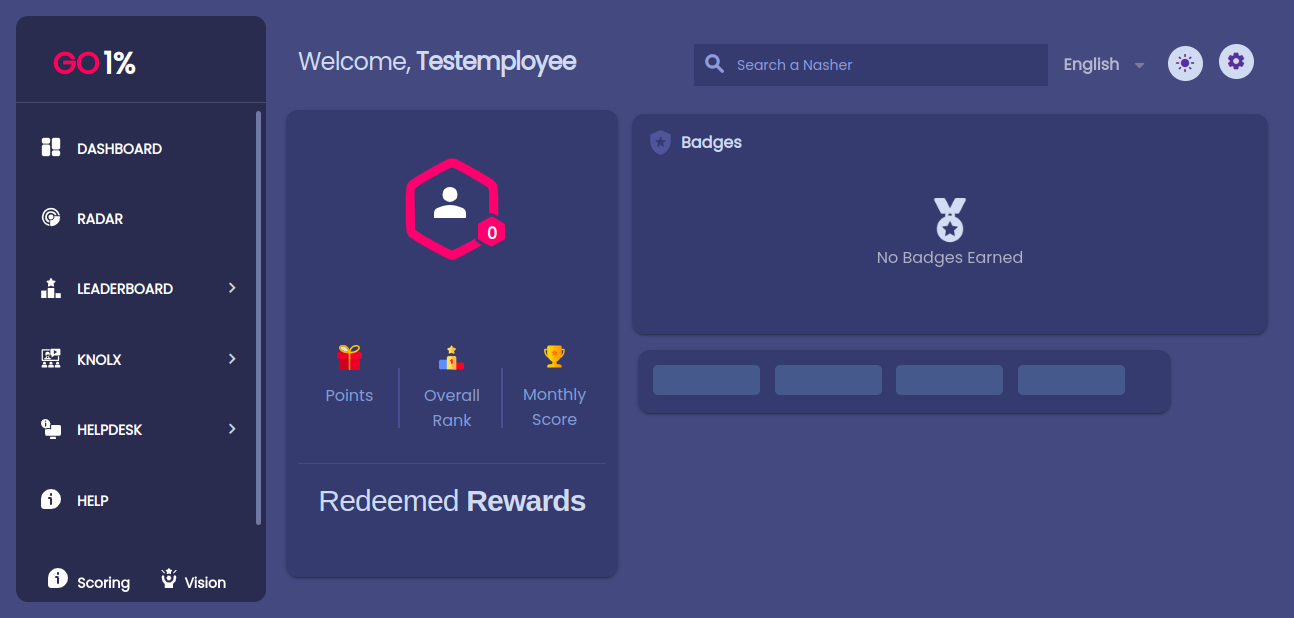 GO1%
DASHBOARD
RADAR
LEADERBOARD
KNOLX
HELPDESK
HELP
Scoring
Vision
Welcome, Testemployee
Search a Nasher
English
0
Points
Overall
Rank
Monthly
Score
Redeemed Rewards
Badges
No Badges Earned